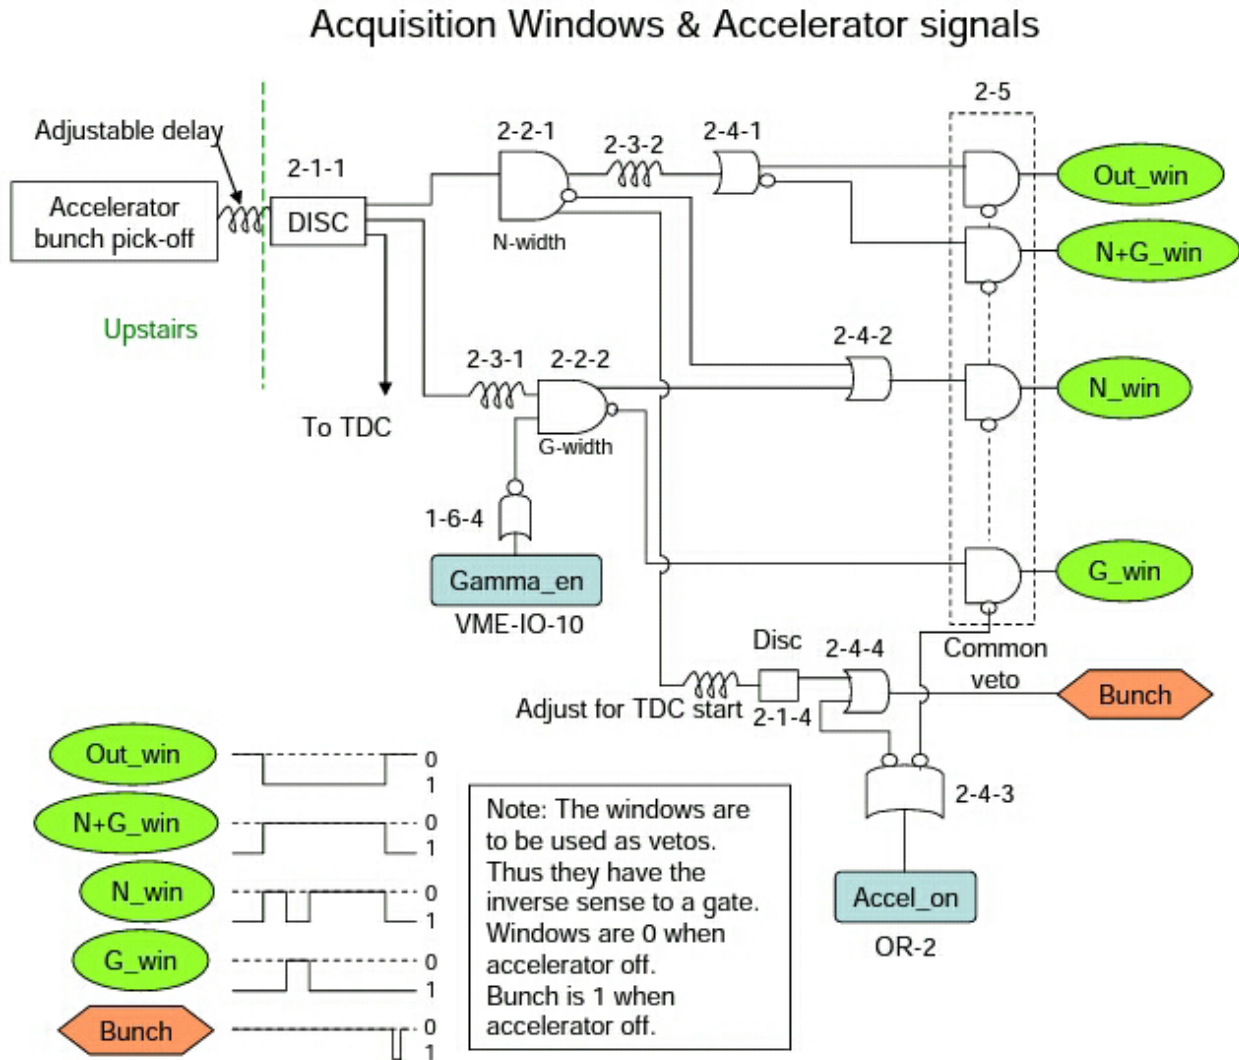 Acquisition Windows & Accelerator signals
2-5
Adjustable delay
2-2-1
2-3-2
2-4-1
2-1-1
Accelerator
bunch pick-off
DISC
Out_win
N-width
N+G_win
Upstairs
2-4-2
2-3-1
2-2-2
N_win
To TDC
G-width
1-6-4
Gamma_en
G_win
VME-IO-10
Disc
2-4-4
Common
veto
Bunch
Adjust for TDC start
2-1-4
Out_win
0
1
2-4-3
N+G_win
0
1
N_win
0
1
G_win
0
1
Bunch
0
1
Note: The windows are
to be used as vetos.
Thus they have the
inverse sense to a gate.
Windows are 0 when
accelerator off.
Bunch is 1 when
accelerator off.
Accel_on
OR-2